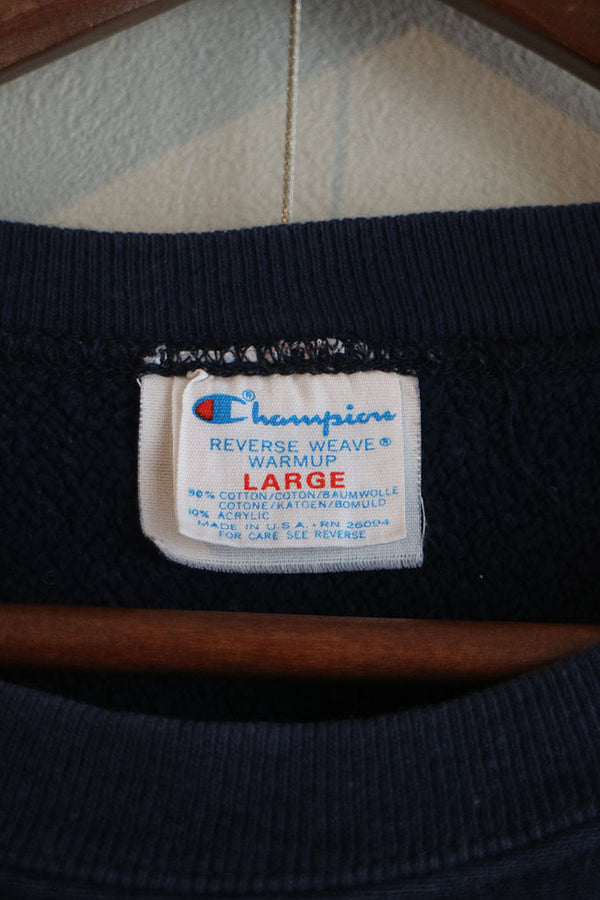 Champion®
REVERSE WEAVE®
WARMUP
LARGE
90% COTTON/COTON/BAUMWOLLE
COTONE/KATOEN/BOMULD
10% ACRYLIC
MADE IN U.S.A. · RN 26094
FOR CARE SEE REVERSE